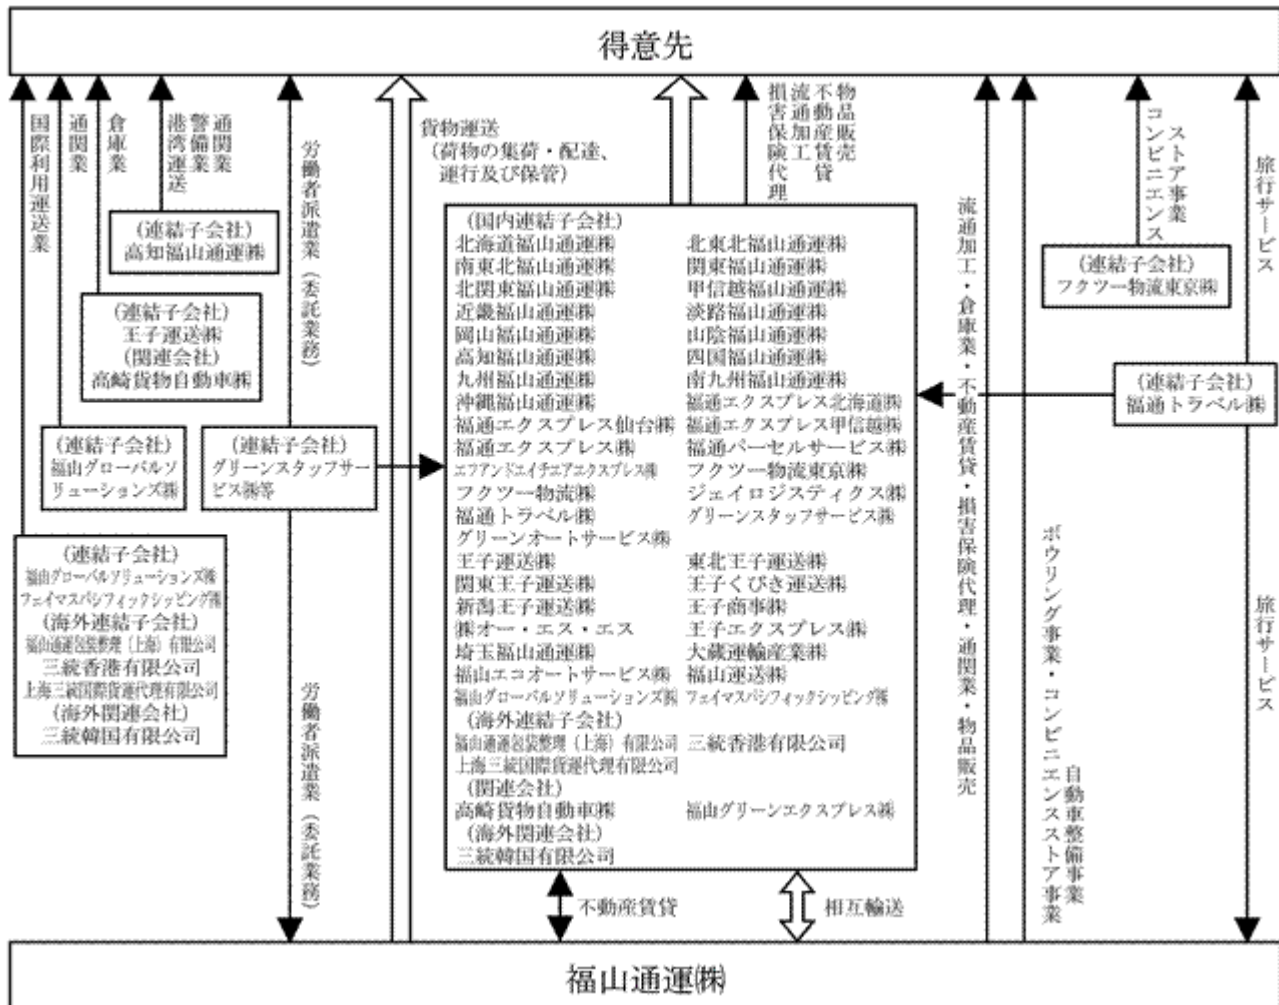 得意先
国際利用運送業
通関業
倉庫業
港湾運送
警備業
通関業
労働者派遣業（委託業務）
貨物運送
（荷物の集荷・配達、
運行及び保管）
損害保険代理
流通加工
不動産賃貸
物品販売
流通加工・倉庫業・不動産賃貸・損害保険代理・通関業・物品販売
ボウリング事業・コンビニエンスストア事業
自動車整備事業
コンビニエンス
ストア事業
旅行サービス
(連結子会社)
高知福山通運㈱
(連結子会社)
王子運送㈱
(関連会社)
高崎貨物自動車㈱
(連結子会社)
福山グローバルソ
リューションズ㈱
(連結子会社)
グリーンスタッフサー
ビス㈱等
(連結子会社)
福山グローバルソリューションズ㈱
フェイマスパシフィックシッピング㈱
(海外連結子会社)
福山通運包装整理（上海）有限公司
三統香港有限公司
上海三統国際貨運代理有限公司
(海外関連会社)
三統韓国有限公司
労働者派遣業（委託業務）
(国内連結子会社)
北海道福山通運㈱ 北東北福山通運㈱
南東北福山通運㈱ 関東福山通運㈱
北関東福山通運㈱ 甲信越福山通運㈱
近畿福山通運㈱ 淡路福山通運㈱
岡山福山通運㈱ 山陰福山通運㈱
高知福山通運㈱ 四国福山通運㈱
九州福山通運㈱ 南九州福山通運㈱
沖縄福山通運㈱ 福通エクスプレス北海道㈱
福通エクスプレス仙台㈱ 福通エクスプレス甲信越㈱
福通エクスプレス㈱ 福通パーセルサービス㈱
エフアンドエイチエアエクスプレス㈱ フクツー物流東京㈱
フクツー物流㈱ ジェイロジスティクス㈱
福通トラベル㈱ グリーンスタッフサービス㈱
グリーンオートサービス㈱
王子運送㈱ 東北王子運送㈱
関東王子運送㈱ 王子くびき運送㈱
新潟王子運送㈱ 王子商事㈱
㈱オー・エス・エス 王子エクスプレス㈱
埼玉福山通運㈱ 大蔵運輸産業㈱
福山エコオートサービス㈱ 福山運送㈱
福山グローバルソリューションズ㈱ フェイマスパシフィックシッピング㈱
(海外連結子会社)
福山通運包装整理（上海）有限公司 三統香港有限公司
上海三統国際貨運代理有限公司
(関連会社)
高崎貨物自動車㈱ 福山グリーンエクスプレス㈱
(海外関連会社)
三統韓国有限公司
(連結子会社)
フクツー物流東京㈱
(連結子会社)
福通トラベル㈱
旅行サービス
不動産賃貸
相互輸送
福山通運㈱